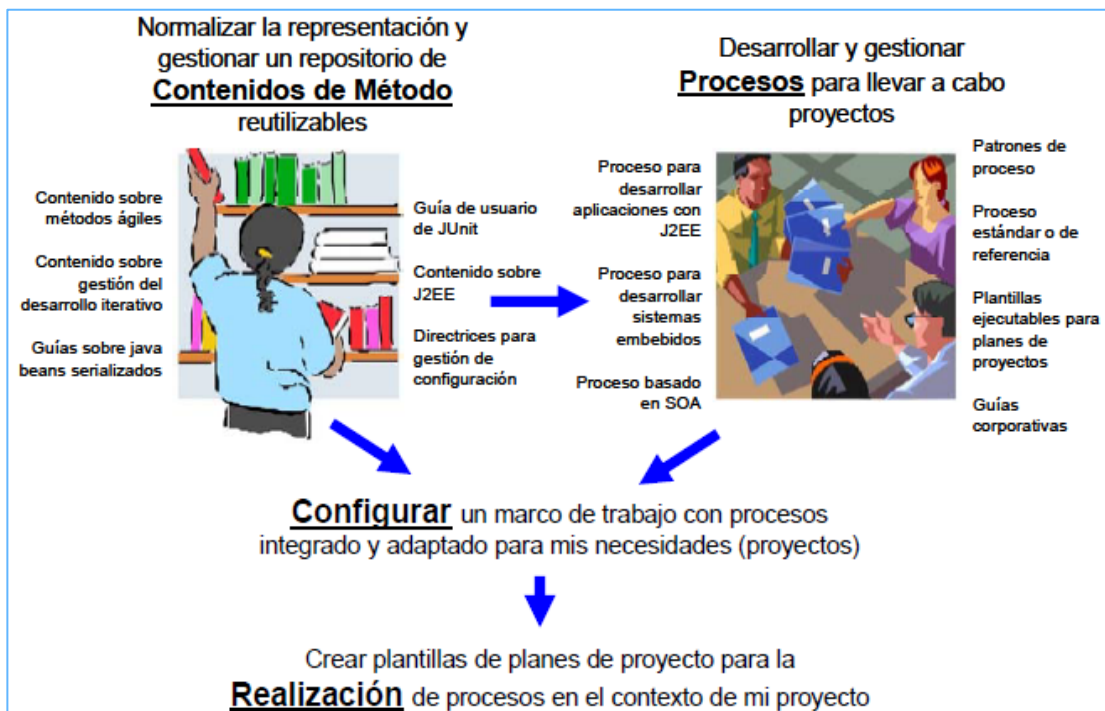 Normalizar la representación y
gestionar un repositorio de
Contenidos de Método
reutilizables
Contenido sobre
métodos ágiles
Contenido sobre
gestión del
desarrollo iterativo
Guías sobre java
beans serializados
Guía de usuario
de JUnit
Contenido sobre
J2EE
Directrices para
gestión de
configuración
Desarrollar y gestionar
Procesos para llevar a cabo
proyectos
Proceso para
desarrollar
aplicaciones con
J2EE
Proceso para
desarrollar
sistemas
embebidos
Proceso basado
en SOA
Patrones de
proceso
Proceso
estándar o de
referencia
Plantillas
ejecutables para
planes de
proyectos
Guías
corporativas
Configurar un marco de trabajo con procesos
integrado y adaptado para mis necesidades (proyectos)
Crear plantillas de planes de proyecto para la
Realización de procesos en el contexto de mi proyecto